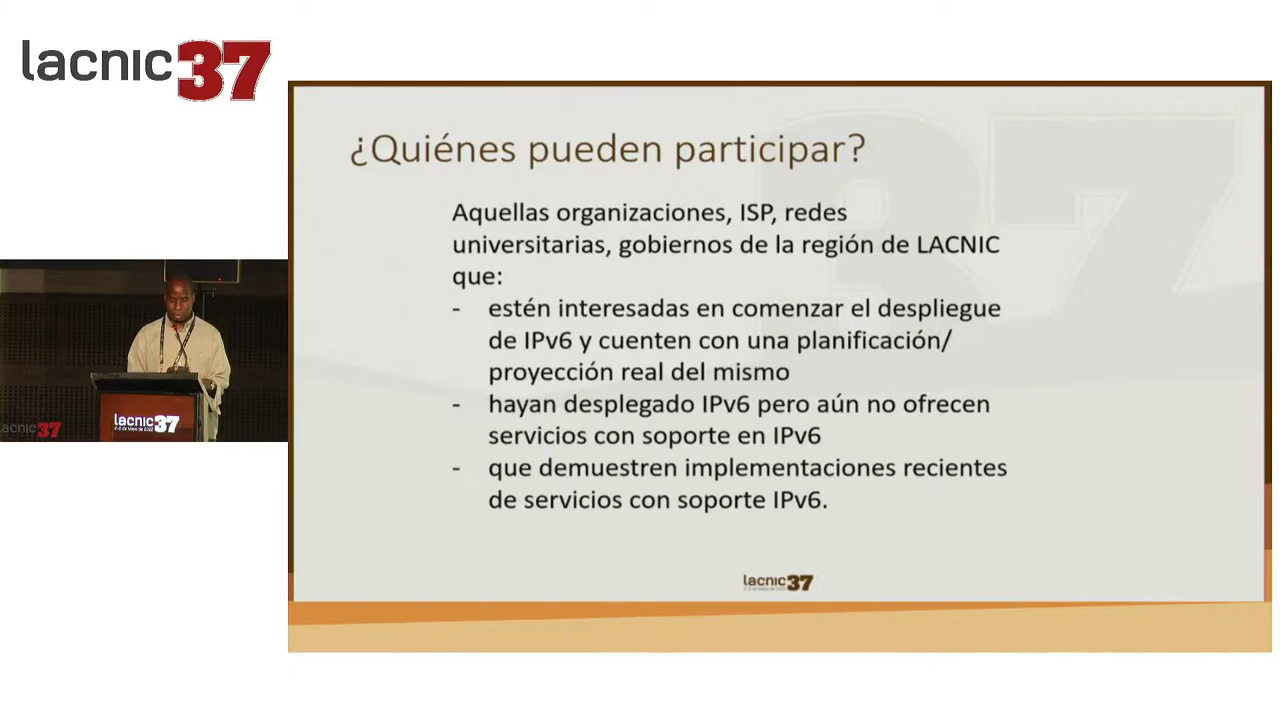 lacnic37
¿Quiénes pueden participar?
Aquellas organizaciones, ISP, redes
universitarias, gobiernos de la región de LACNIC
que:
- estén interesadas en comenzar el despliegue
de IPv6 y cuenten con una planificación/
proyección real del mismo
- hayan desplegado IPv6 pero aún no ofrecen
servicios con soporte en IPv6
- que demuestren implementaciones recientes
de servicios con soporte IPv6.
lacnic37
lacnic37
lacnic37